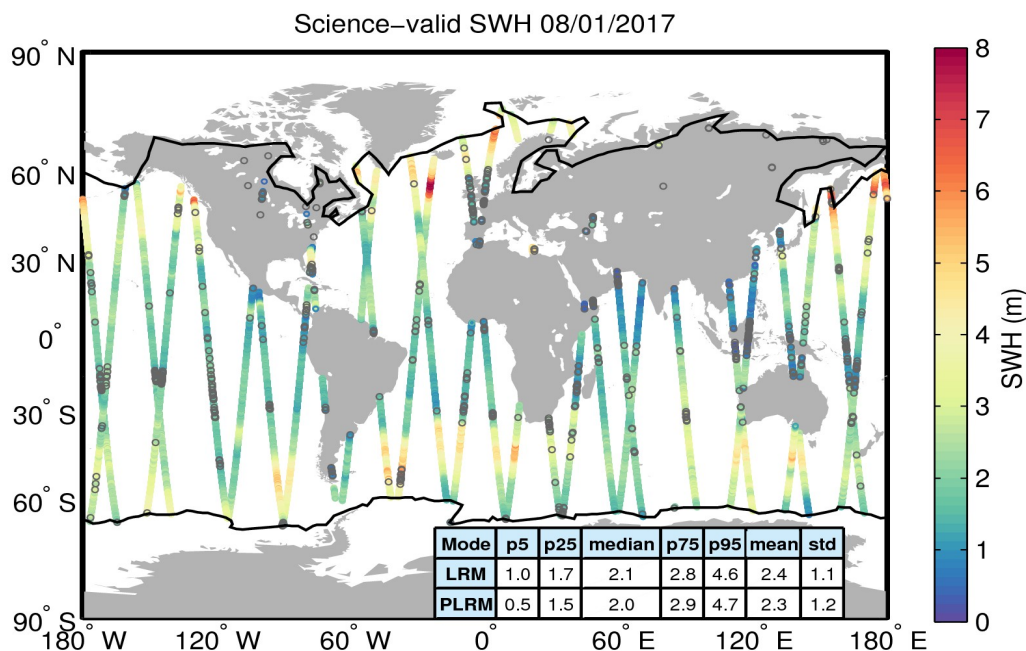 Science−valid SWH 08/01/2017
90° N
60° N
30° N
0°
30° S
60° S
90° S
180° W
120° W
60° W
0°
60° E
120° E
180° E
Mode p5 p25 median p75 p95 mean std
LRM 1.0 1.7 2.1 2.8 4.6 2.4 1.1
PLRM 0.5 1.5 2.0 2.9 4.7 2.3 1.2
8
7
6
5
4
3
2
1
0
SWH (m)